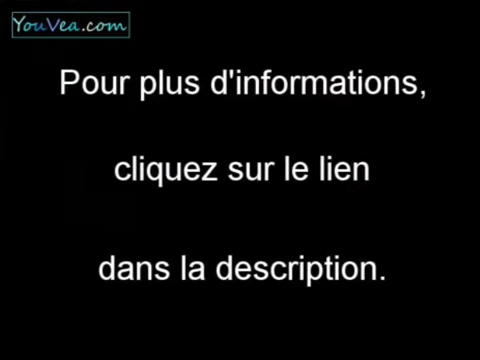 YouVea.com
Pour plus d'informations,
cliquez sur le lien
dans la description.